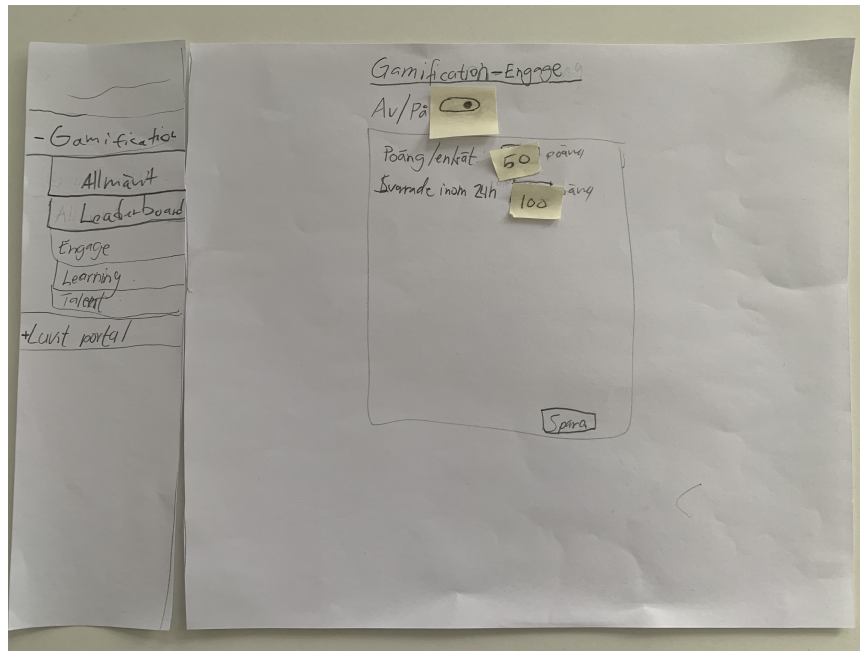 - Gamification
Allmänt
Leaderboard
Engage
Learning
Talent
+Luvit portal
Gamification-Engage
Av/På
Poäng/enkät 50 poäng
Svarade inom 24h 100 poäng
Spara